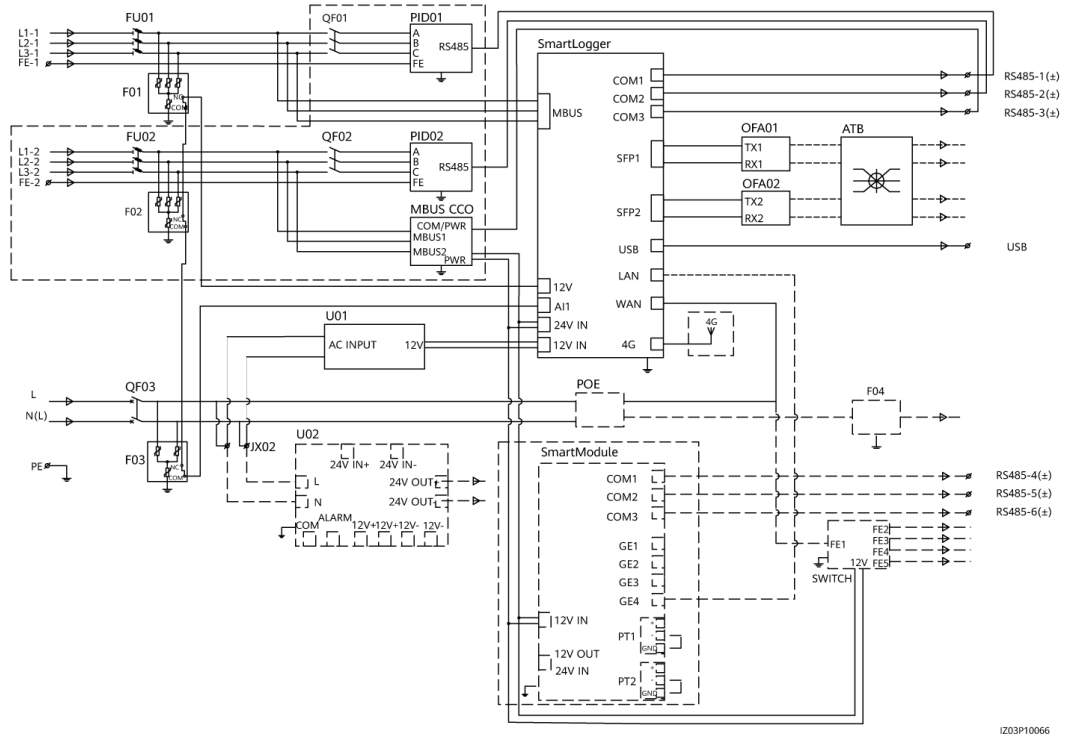 FU01
QF01
PID01
L1-1
L2-1
L3-1
FE-1
A
B
C
FE
RS485
F01
NC
COM
SmartLogger
MBUS
COM1
COM2
COM3
RS485-1(±)
RS485-2(±)
RS485-3(±)
FU02
QF02
PID02
L1-2
L2-2
L3-2
FE-2
A
B
C
FE
RS485
F02
NC
COM
MBUS CCO
COM/PWR
MBUS1
MBUS2
PWR
SFP1
SFP2
OFA01
TX1
RX1
OFA02
TX2
RX2
ATB
USB
USB
LAN
WAN
4G
4G
12V
AI1
24V IN
12V IN
U01
AC INPUT
12V
L
N(L)
QF03
POE
F04
F03
NC
COM
PE
JX02
U02
24V IN+
24V IN-
L
24V OUT+
N
24V OUT-
COM
ALARM
12V+
12V+
12V-
12V-
SmartModule
COM1
COM2
COM3
RS485-4(±)
RS485-5(±)
RS485-6(±)
GE1
GE2
GE3
GE4
12V IN
12V OUT
24V IN
PT1
+
-
GND
PT2
+
-
GND
FE1
FE2
FE3
FE4
FE5
12V
SWITCH
IZ03P10066